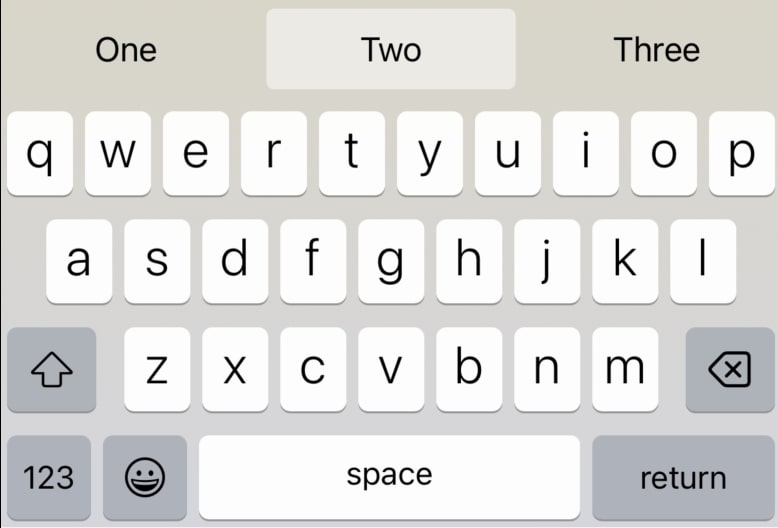 One Two Three
q w e r t y u i o p
a s d f g h j k l
z x c v b n m
123 space return